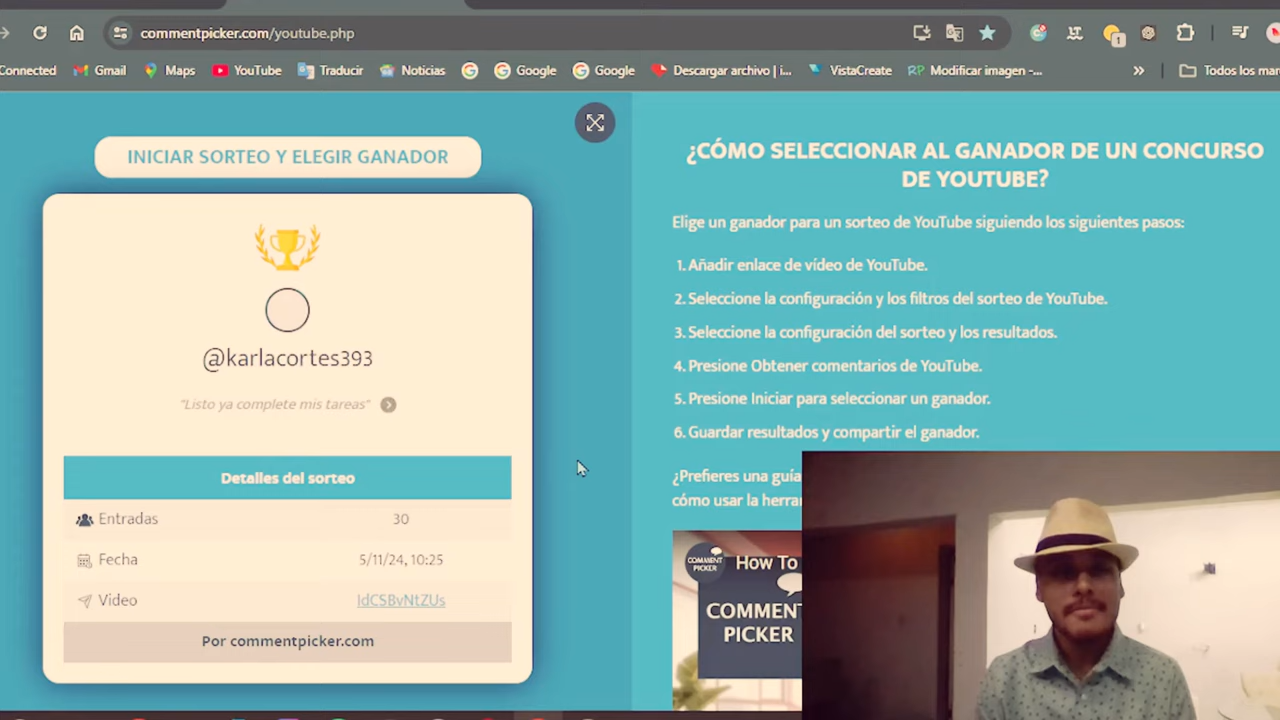 commentpicker.com/youtube.php
1
Connected
Gmail
Maps
YouTube
Traducir
Noticias
Google
Google
Descargar archivo | i...
VistaCreate
RP Modificar imagen -...
»
Todos los mar
INICIAR SORTEO Y ELEGIR GANADOR
@karlacortes393
"Listo ya complete mis tareas"
Detalles del sorteo
Entradas 30
Fecha 5/11/24, 10:25
Video IdCSBvNtZUs
Por commentpicker.com
¿CÓMO SELECCIONAR AL GANADOR DE UN CONCURSO
DE YOUTUBE?
Elige un ganador para un sorteo de YouTube siguiendo los siguientes pasos:
1. Añadir enlace de vídeo de YouTube.
2. Seleccione la configuración y los filtros del sorteo de YouTube.
3. Seleccione la configuración del sorteo y los resultados.
4. Presione Obtener comentarios de YouTube.
5. Presione Iniciar para seleccionar un ganador.
6. Guardar resultados y compartir el ganador.
¿Prefieres una guía
cómo usar la herra
COMMENT
PICKER
How To
COMMEN
PICKER